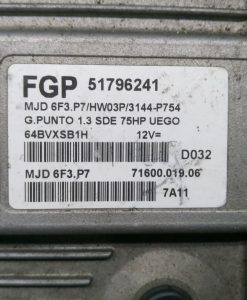 FGP 51796241
MJD 6F3.P7/HW03P/3144-P754
G.PUNTO 1.3 SDE 75HP UEGO
64BVXSB1H 12V=
D032
MJD 6F3.P7 71600.019.06
7A11